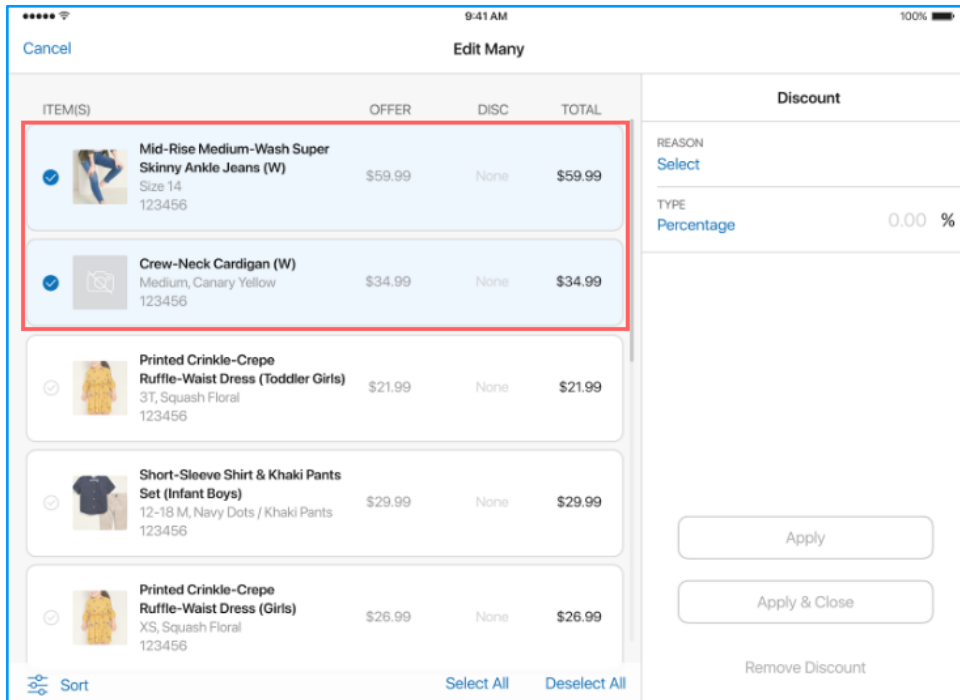 9:41 AM
100%
Cancel
Edit Many
ITEM(S) OFFER DISC TOTAL
Mid-Rise Medium-Wash Super
Skinny Ankle Jeans (W)
Size 14
123456
$59.99 None $59.99
Crew-Neck Cardigan (W)
Medium, Canary Yellow
123456
$34.99 None $34.99
Printed Crinkle-Crepe
Ruffle-Waist Dress (Toddler Girls)
3T, Squash Floral
123456
$21.99 None $21.99
Short-Sleeve Shirt & Khaki Pants
Set (Infant Boys)
12-18 M, Navy Dots / Khaki Pants
123456
$29.99 None $29.99
Printed Crinkle-Crepe
Ruffle-Waist Dress (Girls)
XS, Squash Floral
123456
$26.99 None $26.99
Sort
Select All
Deselect All
Discount
REASON
Select
TYPE
Percentage 0.00 %
Apply
Apply & Close
Remove Discount